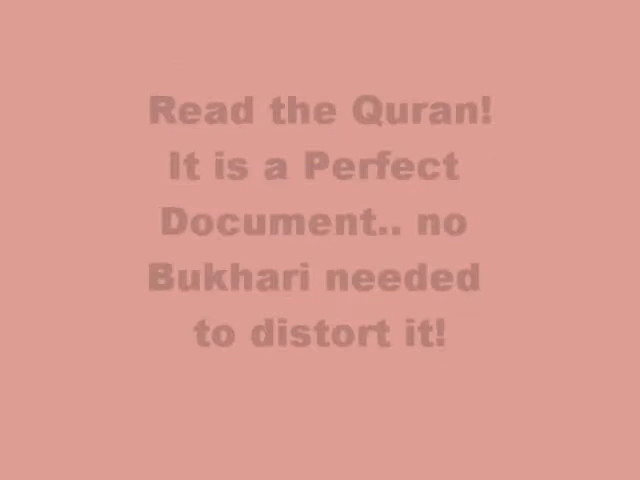 Read the Quran!
It is a Perfect
Document.. no
Bukhari needed
to distort it!